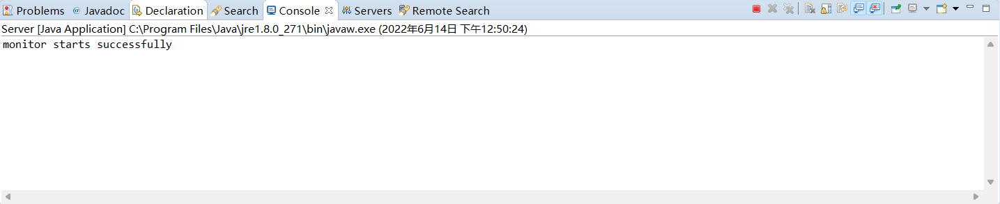 Problems @ Javadoc Declaration Search Console Servers Remote Search
Server [Java Application] C:\Program Files\Java\jre1.8.0_271\bin\javaw.exe (2022年6月14日 下午12:50:24)
monitor starts successfully